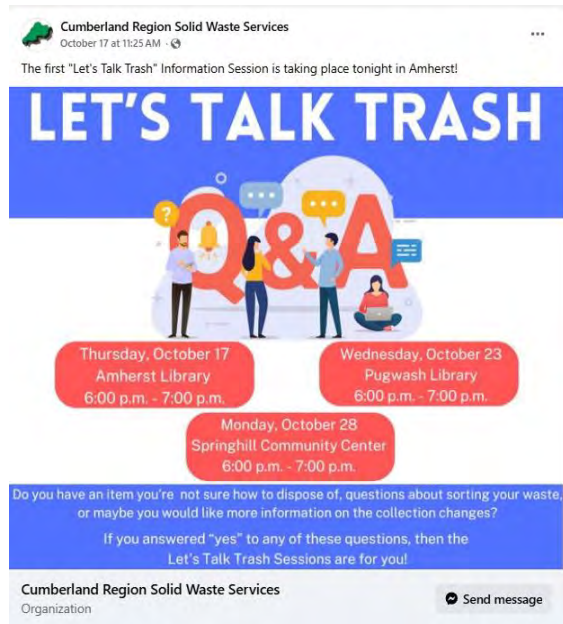 Cumberland Region Solid Waste Services
October 17 at 11:25 AM ·
The first "Let's Talk Trash" Information Session is taking place tonight in Amherst!
LET'S TALK TRASH
?
Q&A
Thursday, October 17
Amherst Library
6:00 p.m. - 7:00 p.m.
Wednesday, October 23
Pugwash Library
6:00 p.m. - 7:00 p.m.
Monday, October 28
Springhill Community Center
6:00 p.m. - 7:00 p.m.
Do you have an item you're not sure how to dispose of, questions about sorting your waste,
or maybe you would like more information on the collection changes?
If you answered “yes” to any of these questions, then the
Let's Talk Trash Sessions are for you!
Cumberland Region Solid Waste Services
Organization
Send message